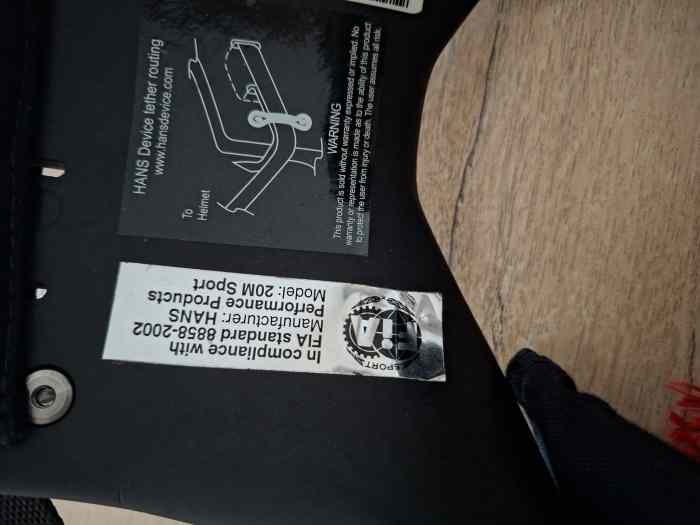 HANS Device tether routing
www.hansdevice.com
To
Helmet
WARNING
This product is sold without warranty expressed or implied. No
warranty or representation is made as to the ability of this product
to protect the user from injury or death. The user assumes all risk.
In compliance with
FIA standard 8858-2002
Manufacturer: HANS
Performance Products
Model: 20M Sport
FIA
SPORT